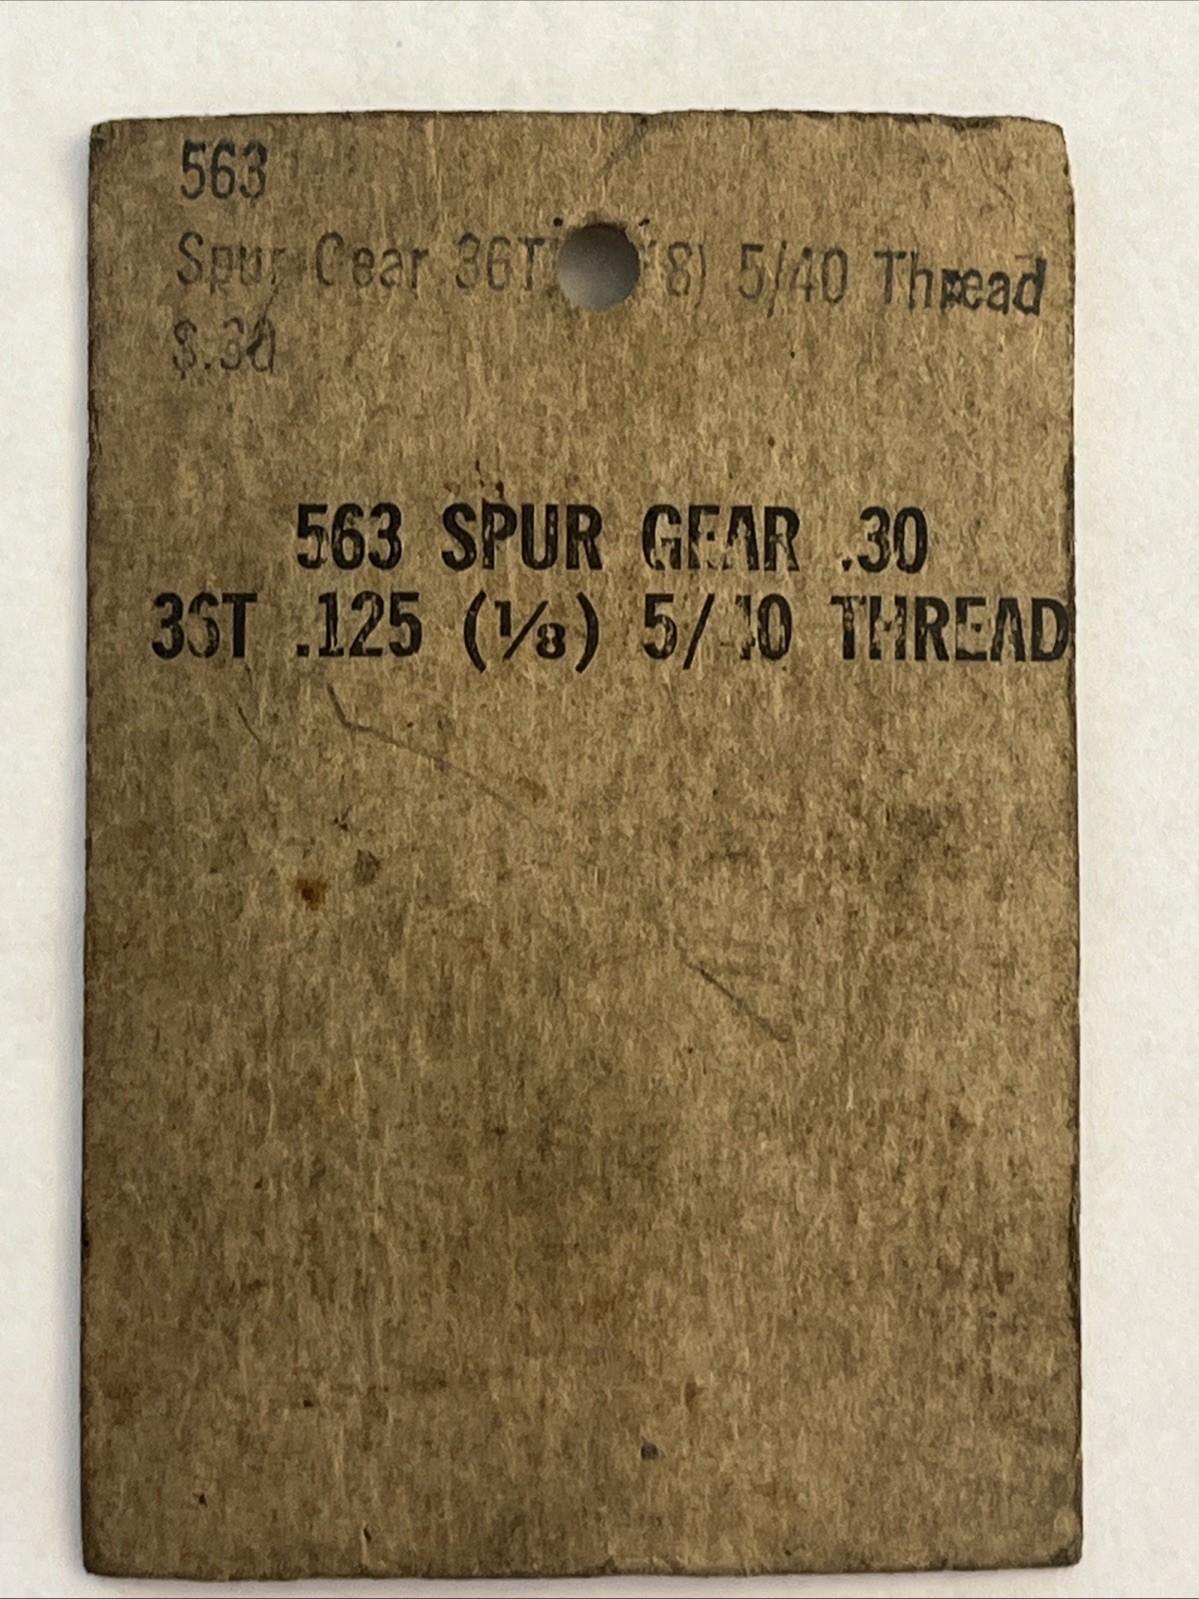 563
Spur Gear 36T 8) 5/40 Thread
$.30
563 SPUR GEAR .30
36T .125 (1/8) 5/40 THREAD